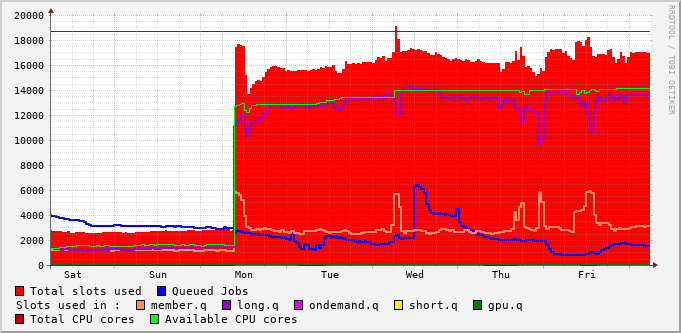 20000
18000
16000
14000
12000
10000
8000
6000
4000
2000
0
Sat Sun Mon Tue Wed Thu Fri
RRDTOOL / TOBI OETIKER
Total slots used Queued Jobs
Slots used in : member.q long.q ondemand.q short.q gpu.q
Total CPU cores Available CPU cores